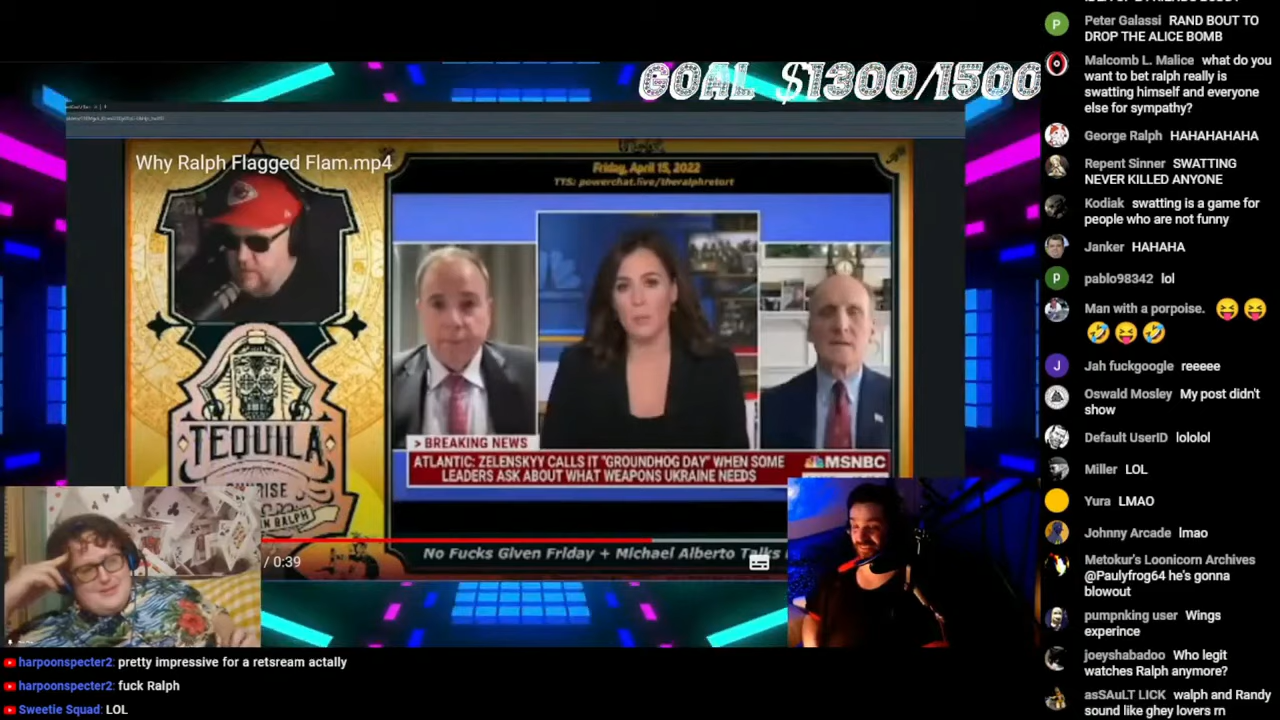 GOAL $1300/1500
Why Ralph Flagged Flam.mp4
Friday, April 15, 2022
TTS: powerchat.live/theralphretort
TEQUILA
> BREAKING NEWS
ATLANTIC: ZELENSKYY CALLS IT "GROUNDHOG DAY" WHEN SOME
LEADERS ASK ABOUT WHAT WEAPONS UKRAINE NEEDS
MSNBC
No Fucks Given Friday + Michael Alberto Talks
/ 0:39
harpoonspecter2: pretty impressive for a retsream actally
harpoonspecter2: fuck Ralph
Sweetie Squad: LOL
Peter Galassi RAND BOUT TO
DROP THE ALICE BOMB
Malcomb L. Malice what do you
want to bet ralph really is
swatting himself and everyone
else for sympathy?
George Ralph HAHAHAHAHA
Repent Sinner SWATTING
NEVER KILLED ANYONE
Kodiak swatting is a game for
people who are not funny
Janker HAHAHA
pablo98342 lol
Man with a porpoise. 😝😝
🤣😝🤣
Jah fuckgoogle reeeee
Oswald Mosley My post didn't
show
Default UserID lololol
Miller LOL
Yura LMAO
Johnny Arcade lmao
Metokur's Loonicorn Archives
@Paulyfrog64 he's gonna
blowout
pumpnking user Wings
experince
joeyshabadoo Who legit
watches Ralph anymore?
asSAuLT LICK walph and Randy
sound like ghey lovers rn